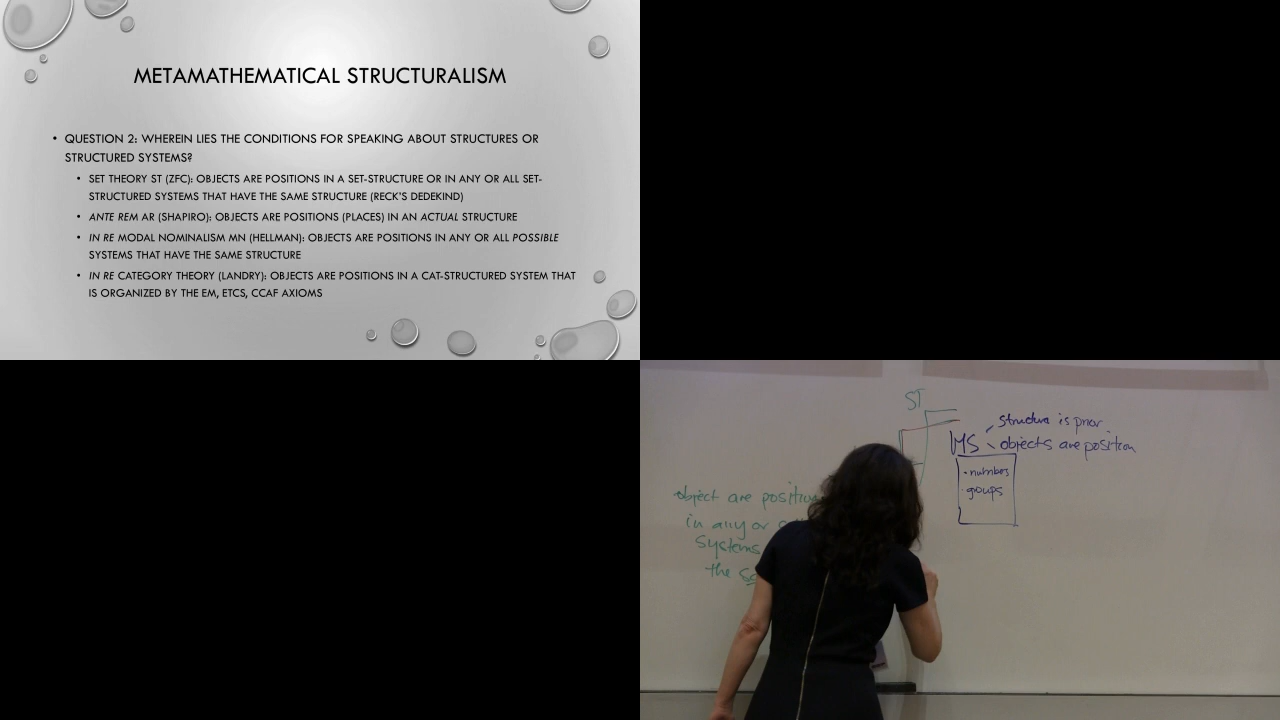 METAMATHEMATICAL STRUCTURALISM
• QUESTION 2: WHEREIN LIES THE CONDITIONS FOR SPEAKING ABOUT STRUCTURES OR
STRUCTURED SYSTEMS?
• SET THEORY ST (ZFC): OBJECTS ARE POSITIONS IN A SET-STRUCTURE OR IN ANY OR ALL SET-
STRUCTURED SYSTEMS THAT HAVE THE SAME STRUCTURE (RECK'S DEDEKIND)
• ANTE REM AR (SHAPIRO): OBJECTS ARE POSITIONS (PLACES) IN AN ACTUAL STRUCTURE
• IN RE MODAL NOMINALISM MN (HELLMAN): OBJECTS ARE POSITIONS IN ANY OR ALL POSSIBLE
SYSTEMS THAT HAVE THE SAME STRUCTURE
• IN RE CATEGORY THEORY (LANDRY): OBJECTS ARE POSITIONS IN A CAT-STRUCTURED SYSTEM THAT
IS ORGANIZED BY THE EM, ETCS, CCAF AXIOMS
ST
structure is prior
MS
objects are position
• numbers
• groups
object are
in any or
systems
the